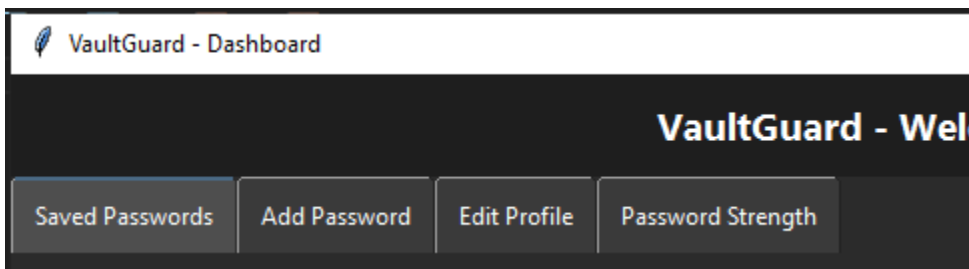 VaultGuard - Dashboard
VaultGuard - Wel
Saved Passwords Add Password Edit Profile Password Strength